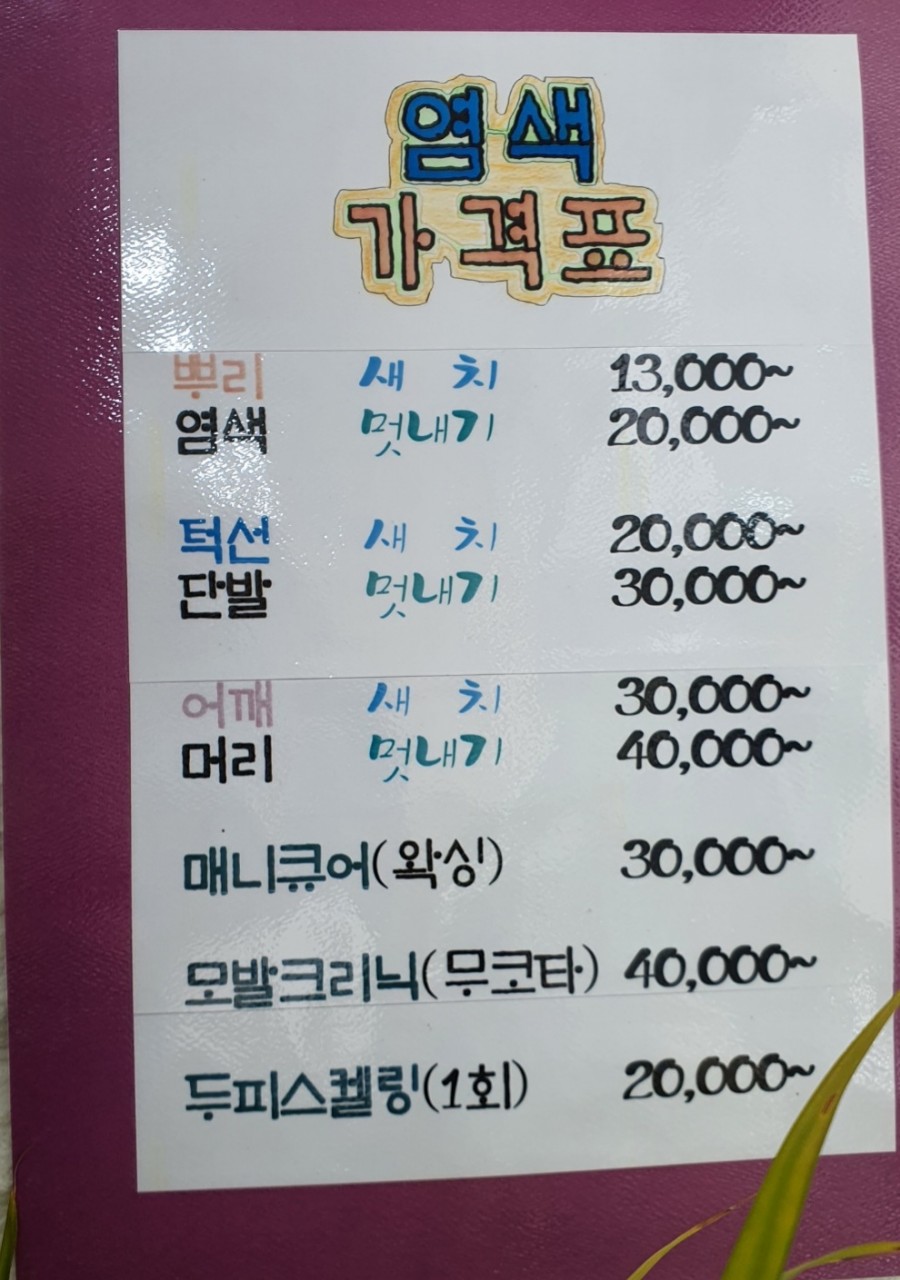 염색
가격표
뿌리 새 치 13,000~
염색 멋내기 20,000~
턱선 새 치 20,000~
단발 멋내기 30,000~
어깨 새 치 30,000~
머리 멋내기 40,000~
매니큐어(왁싱) 30,000~
모발크리닉(무코타) 40,000~
두피스켈링(1회) 20,000~